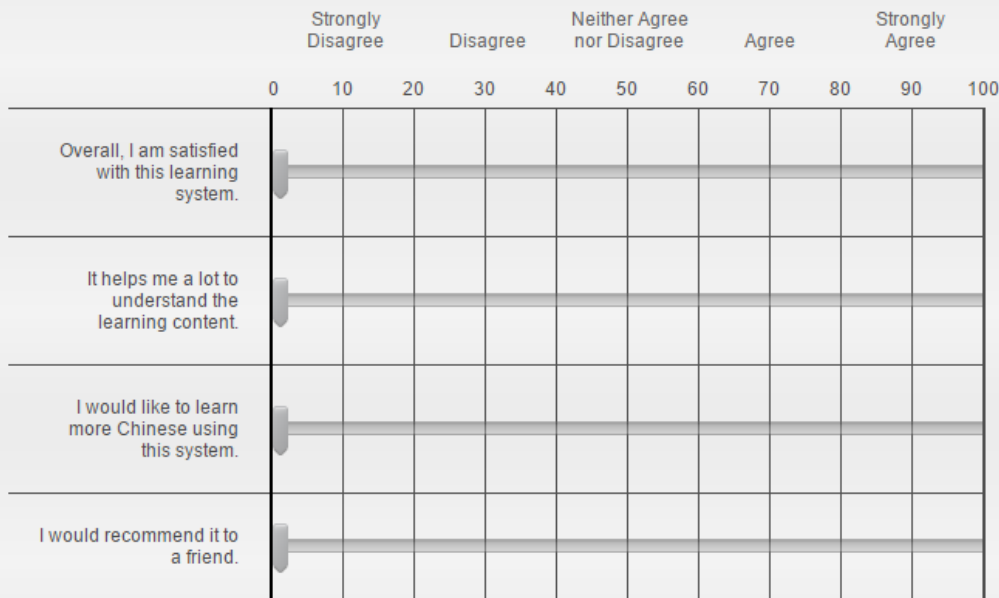 Strongly Disagree
Disagree
Neither Agree nor Disagree
Agree
Strongly Agree
0 10 20 30 40 50 60 70 80 90 100
Overall, I am satisfied
with this learning
system.
It helps me a lot to
understand the
learning content.
I would like to learn
more Chinese using
this system.
I would recommend it to
a friend.